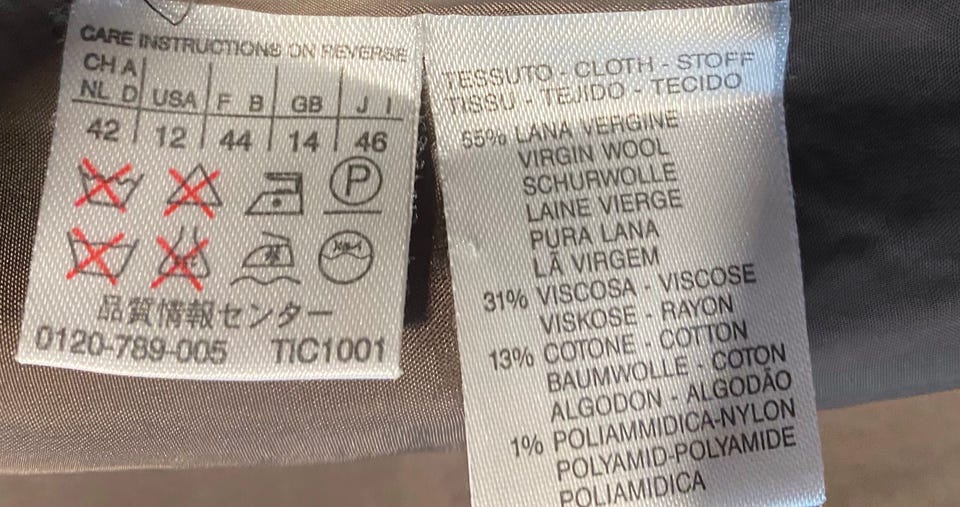 CARE INSTRUCTIONS ON REVERSE
CH A
NL D USA F B GB J I
42 12 44 14 46
P
品質情報センター
0120-789-005 TIC1001
TESSUTO - CLOTH - STOFF
TISSU - TEJIDO - TECIDO
55% LANA VERGINE
VIRGIN WOOL
SCHURWOLLE
LAINE VIERGE
PURA LANA
LÃ VIRGEM
31% VISCOSA - VISCOSE
VISKOSE - RAYON
13% COTONE - COTTON
BAUMWOLLE - COTON
ALGODON - ALGODÃO
1% POLIAMMIDICA-NYLON
POLYAMID-POLYAMIDE
POLIAMIDICA